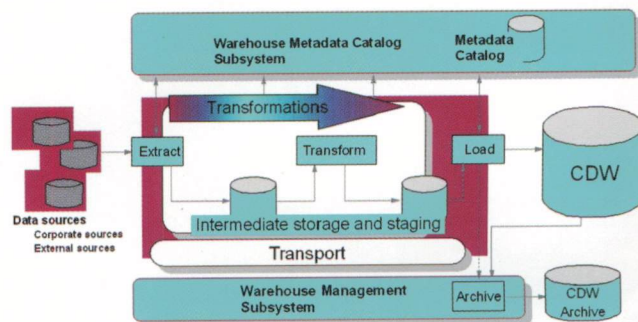 Warehouse Metadata Catalog
Subsystem
Metadata
Catalog
Transformations
Extract
Transform
Load
CDW
Data sources
Corporate sources
External sources
Intermediate storage and staging
Transport
Warehouse Management
Subsystem
Archive
CDW
Archive